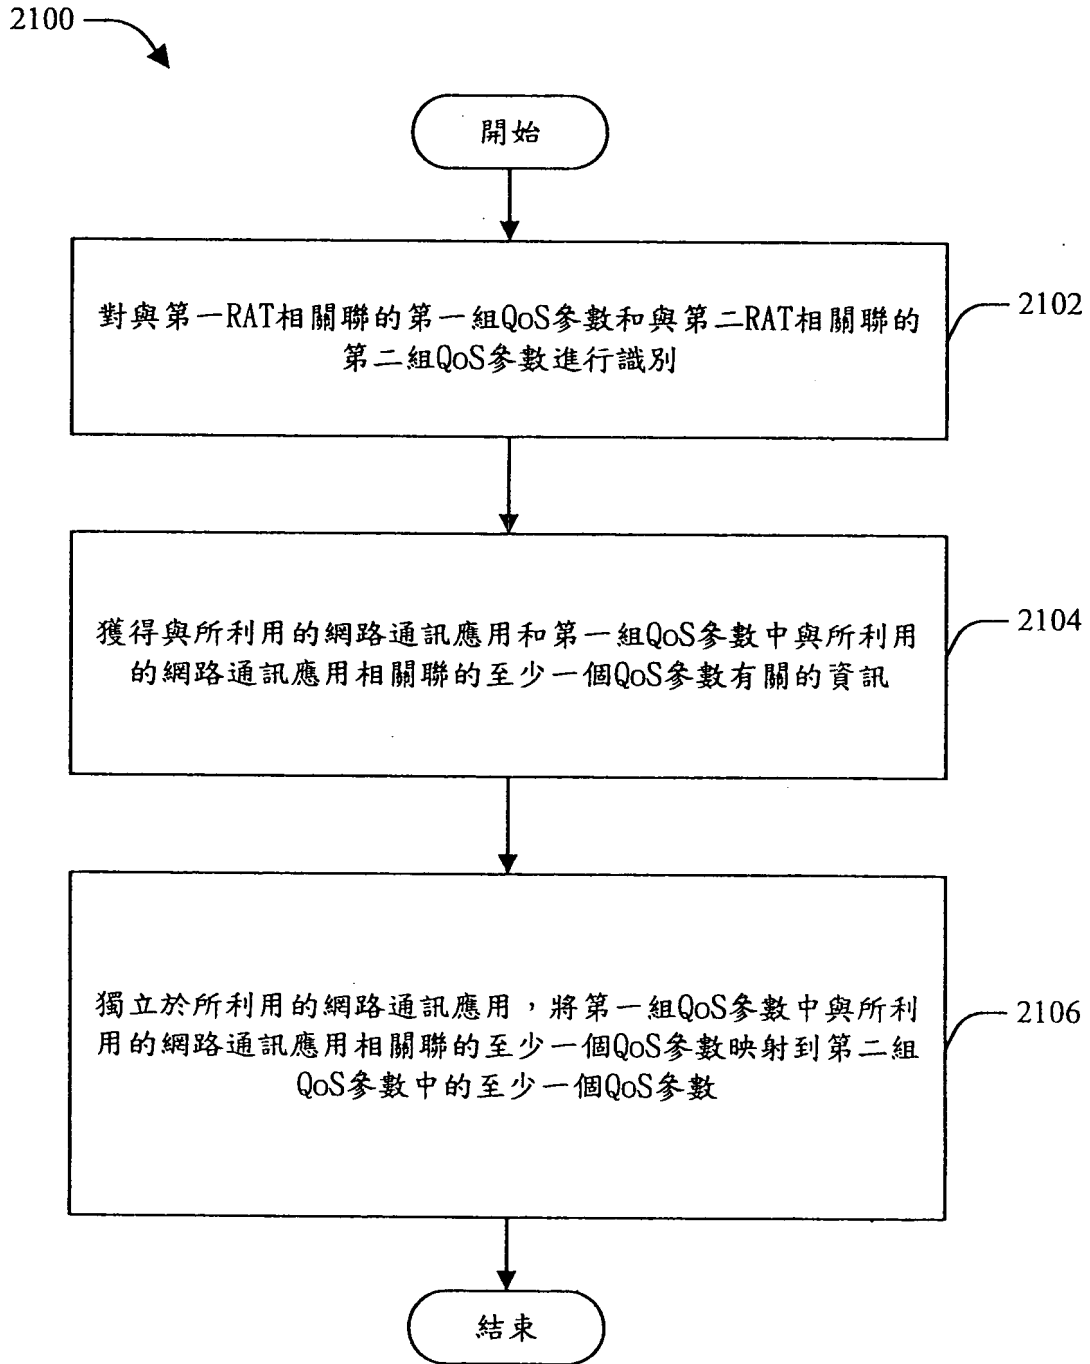 2100
開始
對與第一RAT相關聯的第一組QoS參數和與第二RAT相關聯的
第二組QoS參數進行識別
2102
獲得與所利用的網路通訊應用和第一組QoS參數中與所利用
的網路通訊應用相關聯的至少一個QoS參數有關的資訊
2104
獨立於所利用的網路通訊應用，將第一組QoS參數中與所利
用的網路通訊應用相關聯的至少一個QoS參數映射到第二組
QoS參數中的至少一個QoS參數
2106
結束